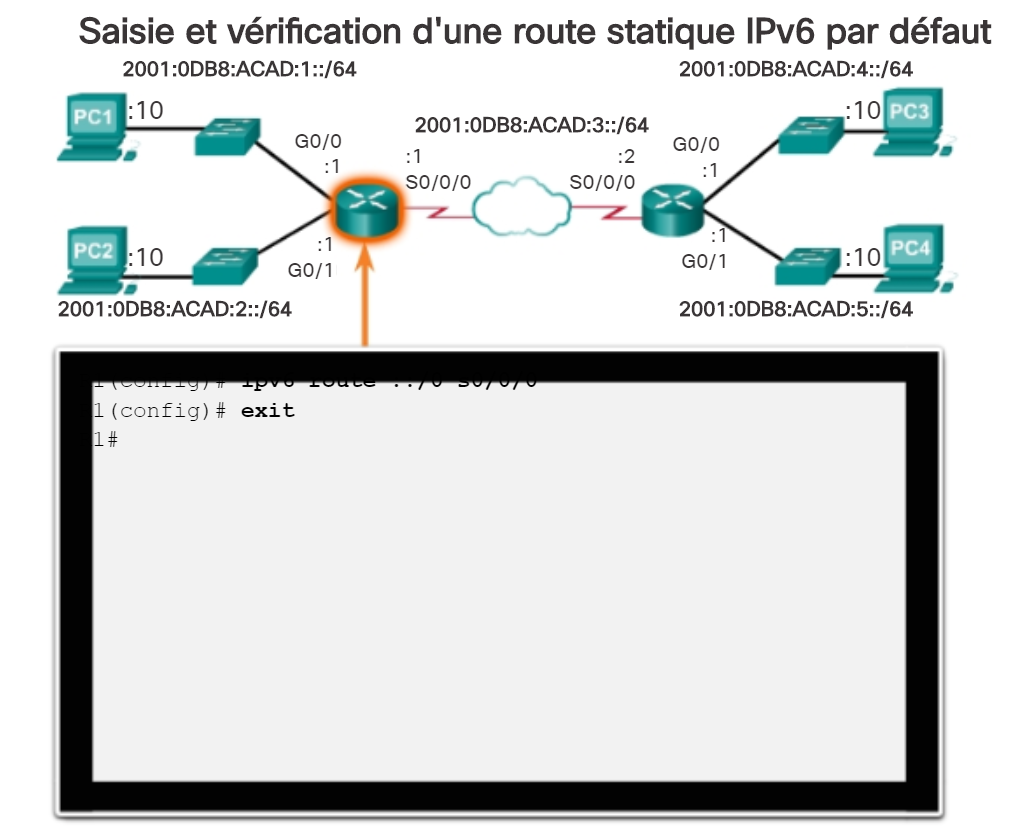 Saisie et vérification d'une route statique IPv6 par défaut
2001:0DB8:ACAD:1::/64
2001:0DB8:ACAD:4::/64
PC1
:10
2001:0DB8:ACAD:3::/64
:10
PC3
G0/0
:1
:1
S0/0/0
:2
S0/0/0
G0/0
:1
PC2
:10
:1
G0/1
:1
G0/1
:10
PC4
2001:0DB8:ACAD:2::/64
2001:0DB8:ACAD:5::/64
1(config)# ipv6 route ::/0 s0/0/0
1(config)# exit
1#